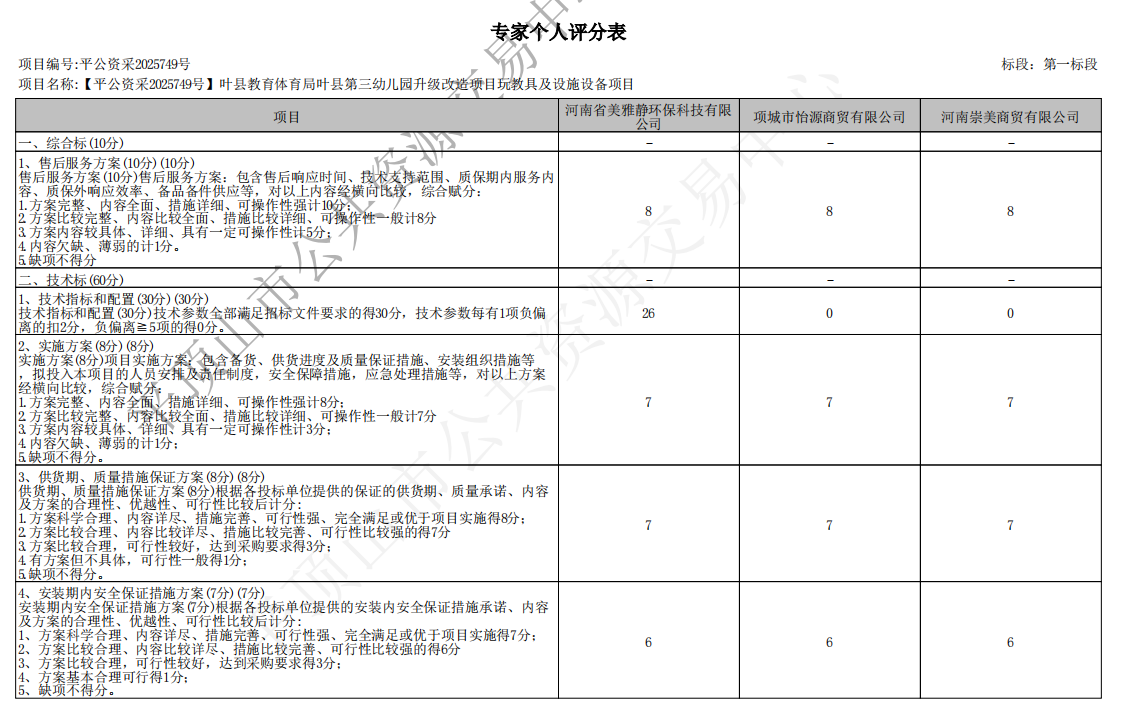 专家个人评分表
项目编号:平公资采2025749号
标段：第一标段
项目名称:【平公资采2025749号】叶县教育体育局叶县第三幼儿园升级改造项目玩教具及设施设备项目
项目
河南省美雅静环保科技有限
公司
项城市怡源商贸有限公司
河南崇美商贸有限公司
一、综合标(10分)
-
-
-
1、售后服务方案(10分)(10分)
售后服务方案(10分)售后服务方案：包含售后响应时间、技术支持范围、质保期内服务内
容、质保外响应效率、备品备件供应等，对以上内容经横向比较，综合赋分:
1.方案完整、内容全面、措施详细、可操作性强计10分;
2.方案比较完整、内容比较全面、措施比较详细、可操作性一般计8分
3.方案内容较具体、详细、具有一定可操作性计5分;
4.内容欠缺、薄弱的计1分。
5.缺项不得分
8
8
8
二、技术标(60分)
-
-
-
1、技术指标和配置(30分)(30分)
技术指标和配置(30分)技术参数全部满足招标文件要求的得30分，技术参数每有1项负偏
离的扣2分，负偏离≧5项的得0分。
26
0
0
2、实施方案(8分)(8分)
实施方案(8分)项目实施方案：包含备货、供货进度及质量保证措施、安装组织措施等
，拟投入本项目的人员安排及责任制度，安全保障措施，应急处理措施等，对以上方案
经横向比较，综合赋分:
1.方案完整、内容全面、措施详细、可操作性强计8分;
2.方案比较完整、内容比较全面、措施比较详细、可操作性一般计7分
3.方案内容较具体、详细、具有一定可操作性计3分;
4.内容欠缺、薄弱的计1分;
5.缺项不得分。
7
7
7
3、供货期、质量措施保证方案(8分)(8分)
供货期、质量措施保证方案(8分)根据各投标单位提供的保证的供货期、质量承诺、内容
及方案的合理性、优越性、可行性比较后计分:
1.方案科学合理、内容详尽、措施完善、可行性强、完全满足或优于项目实施得8分;
2.方案比较合理、内容比较详尽、措施比较完善、可行性比较强的得7分
3.方案比较合理，可行性较好，达到采购要求得3分;
4.有方案但不具体，可行性一般得1分;
5.缺项不得分。
7
7
7
4、安装期内安全保证措施方案(7分)(7分)
安装期内安全保证措施方案(7分)根据各投标单位提供的安装内安全保证措施承诺、内容
及方案的合理性、优越性、可行性比较后计分:
1、方案科学合理、内容详尽、措施完善、可行性强、完全满足或优于项目实施得7分;
2、方案比较合理、内容比较详尽、措施比较完善、可行性比较强的得6分
3、方案比较合理，可行性较好，达到采购要求得3分;
4、方案基本合理可行得1分;
5、缺项不得分。
6
6
6
平顶山市公共资源交易中
顶山市公共资源交易中心